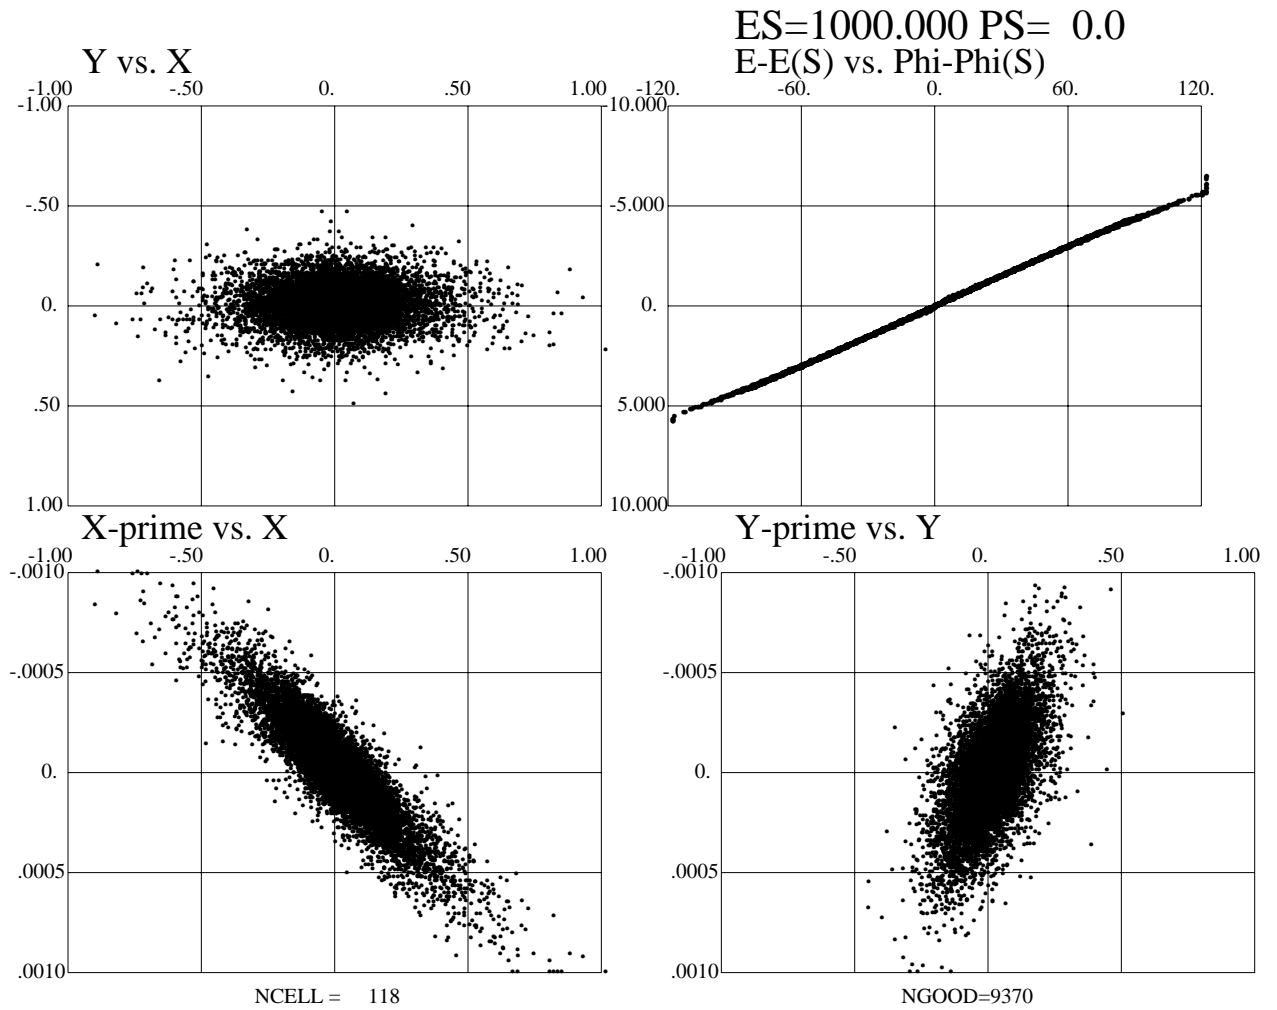 ES=1000.000 PS= 0.0
Y vs. X
E-E(S) vs. Phi-Phi(S)
-1.00 -.50 0. .50 1.00
-120. -60. 0. 60. 120.
-1.00
-.50
0.
.50
1.00
-10.000
-5.000
0.
5.000
10.000
X-prime vs. X
Y-prime vs. Y
-1.00 -.50 0. .50 1.00
-1.00 -.50 0. .50 1.00
-.0010
-.0005
0.
.0005
.0010
-.0010
-.0005
0.
.0005
.0010
NCELL = 118
NGOOD=9370